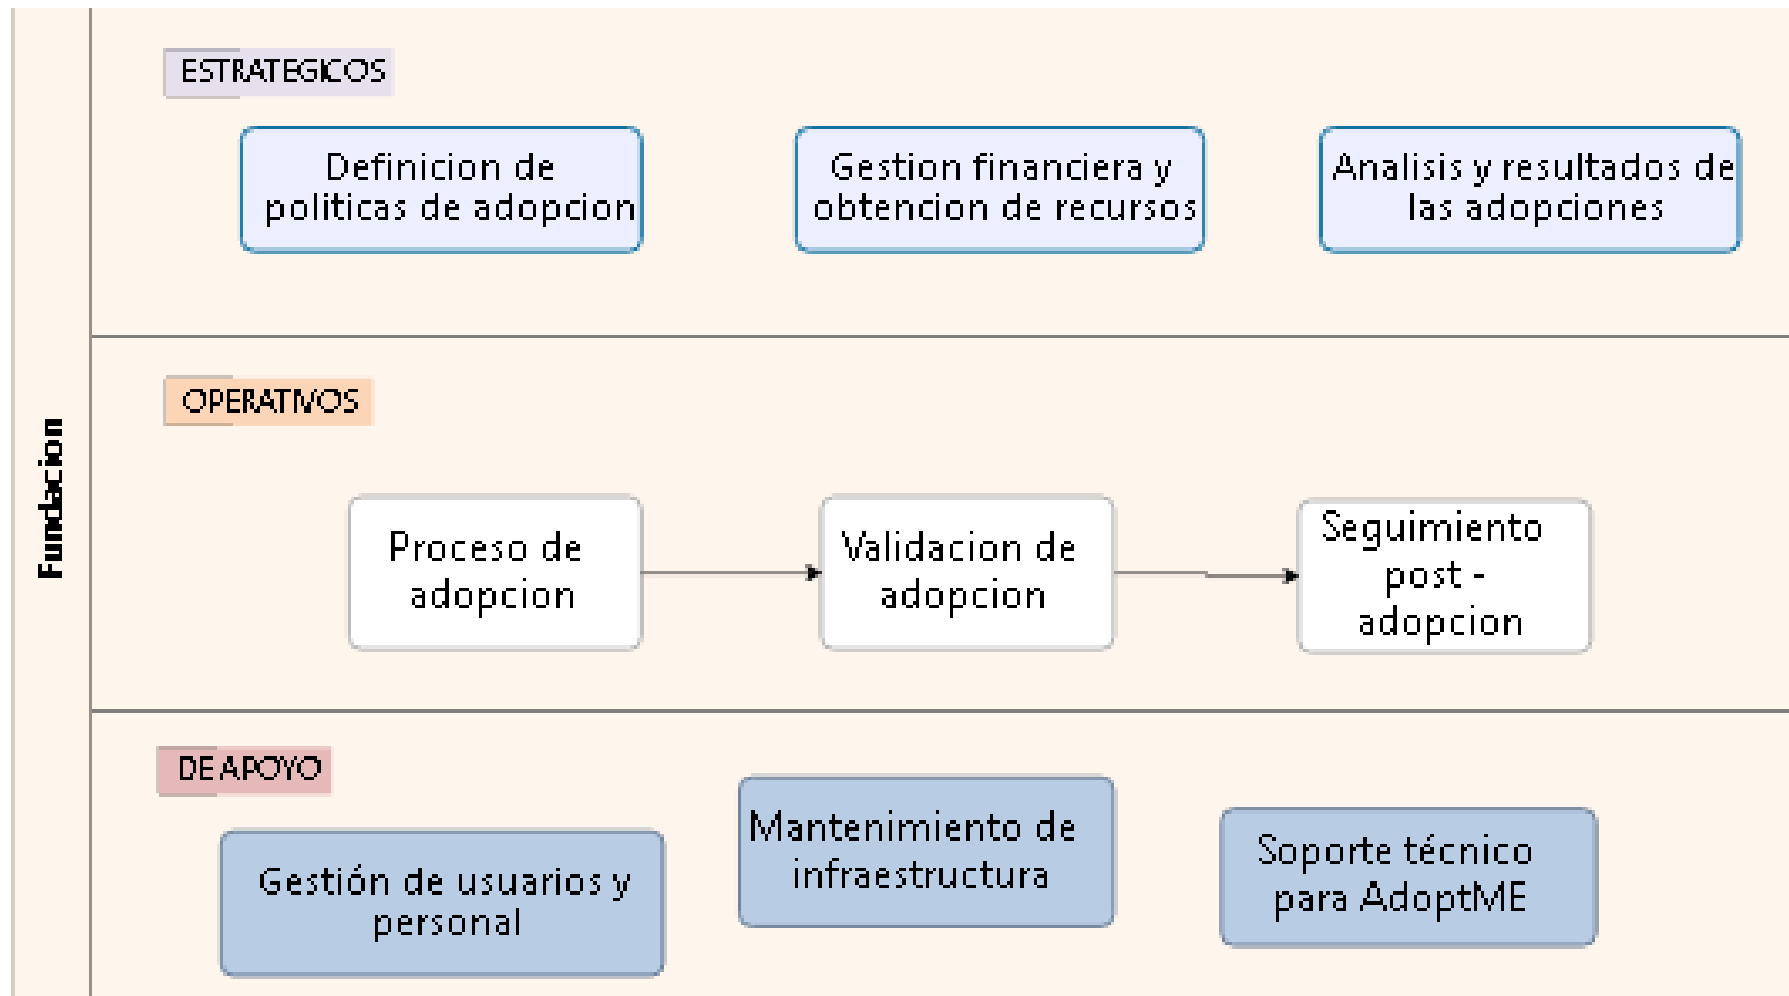 Fundacion
ESTRATEGICOS
Definicion de
politicas de adopcion
Gestion financiera y
obtencion de recursos
Analisis y resultados de
las adopciones
OPERATIVOS
Proceso de
adopcion
Validacion de
adopcion
Seguimiento
post -
adopcion
DE APOYO
Gestión de usuarios y
personal
Mantenimiento de
infraestructura
Soporte técnico
para AdoptME